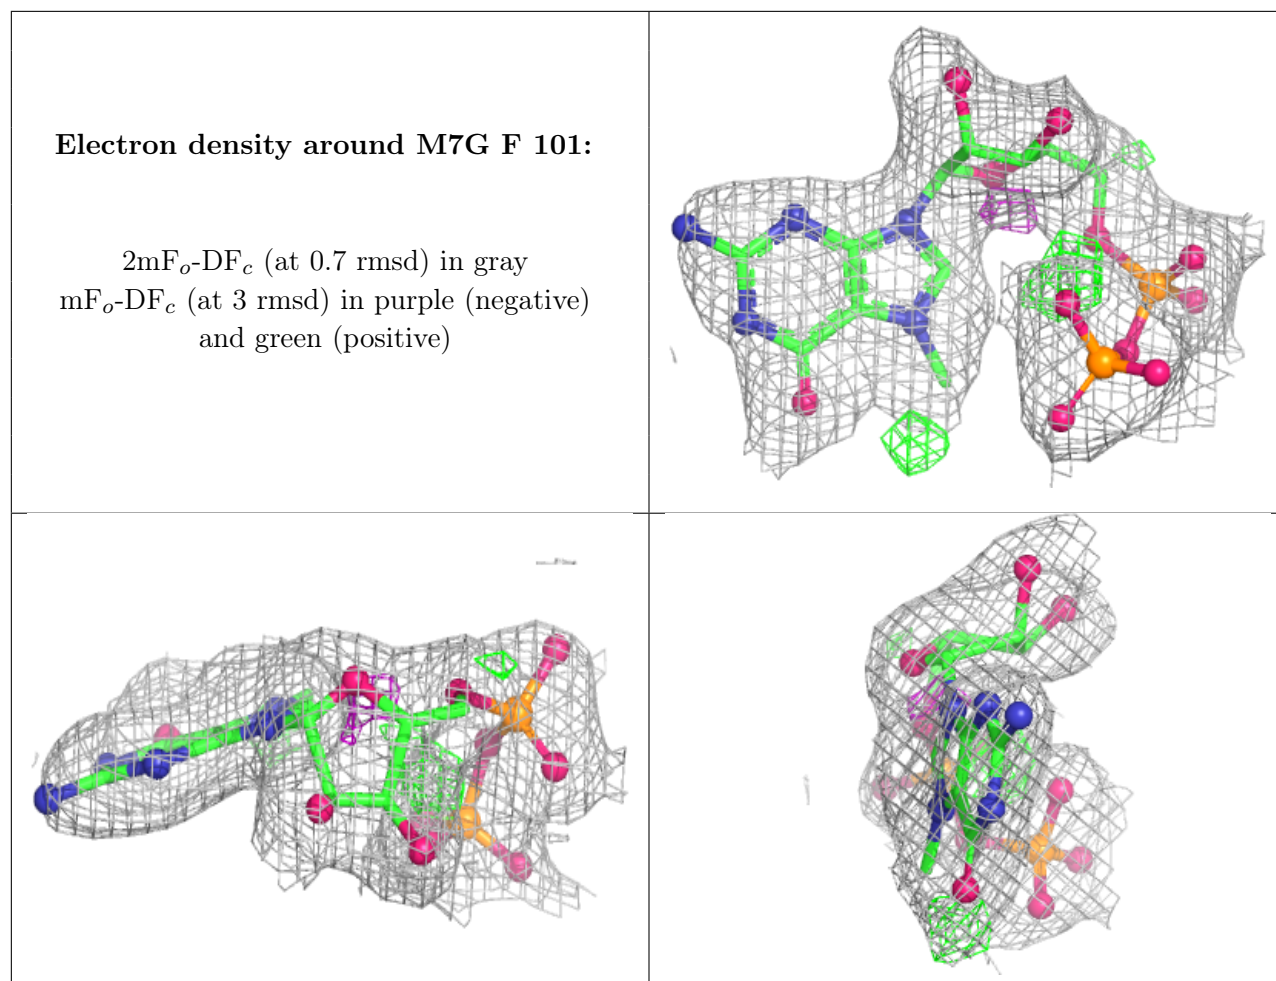 Electron density around M7G F 101:
2mFo-DFc (at 0.7 rmsd) in gray
mFo-DFc (at 3 rmsd) in purple (negative)
and green (positive)